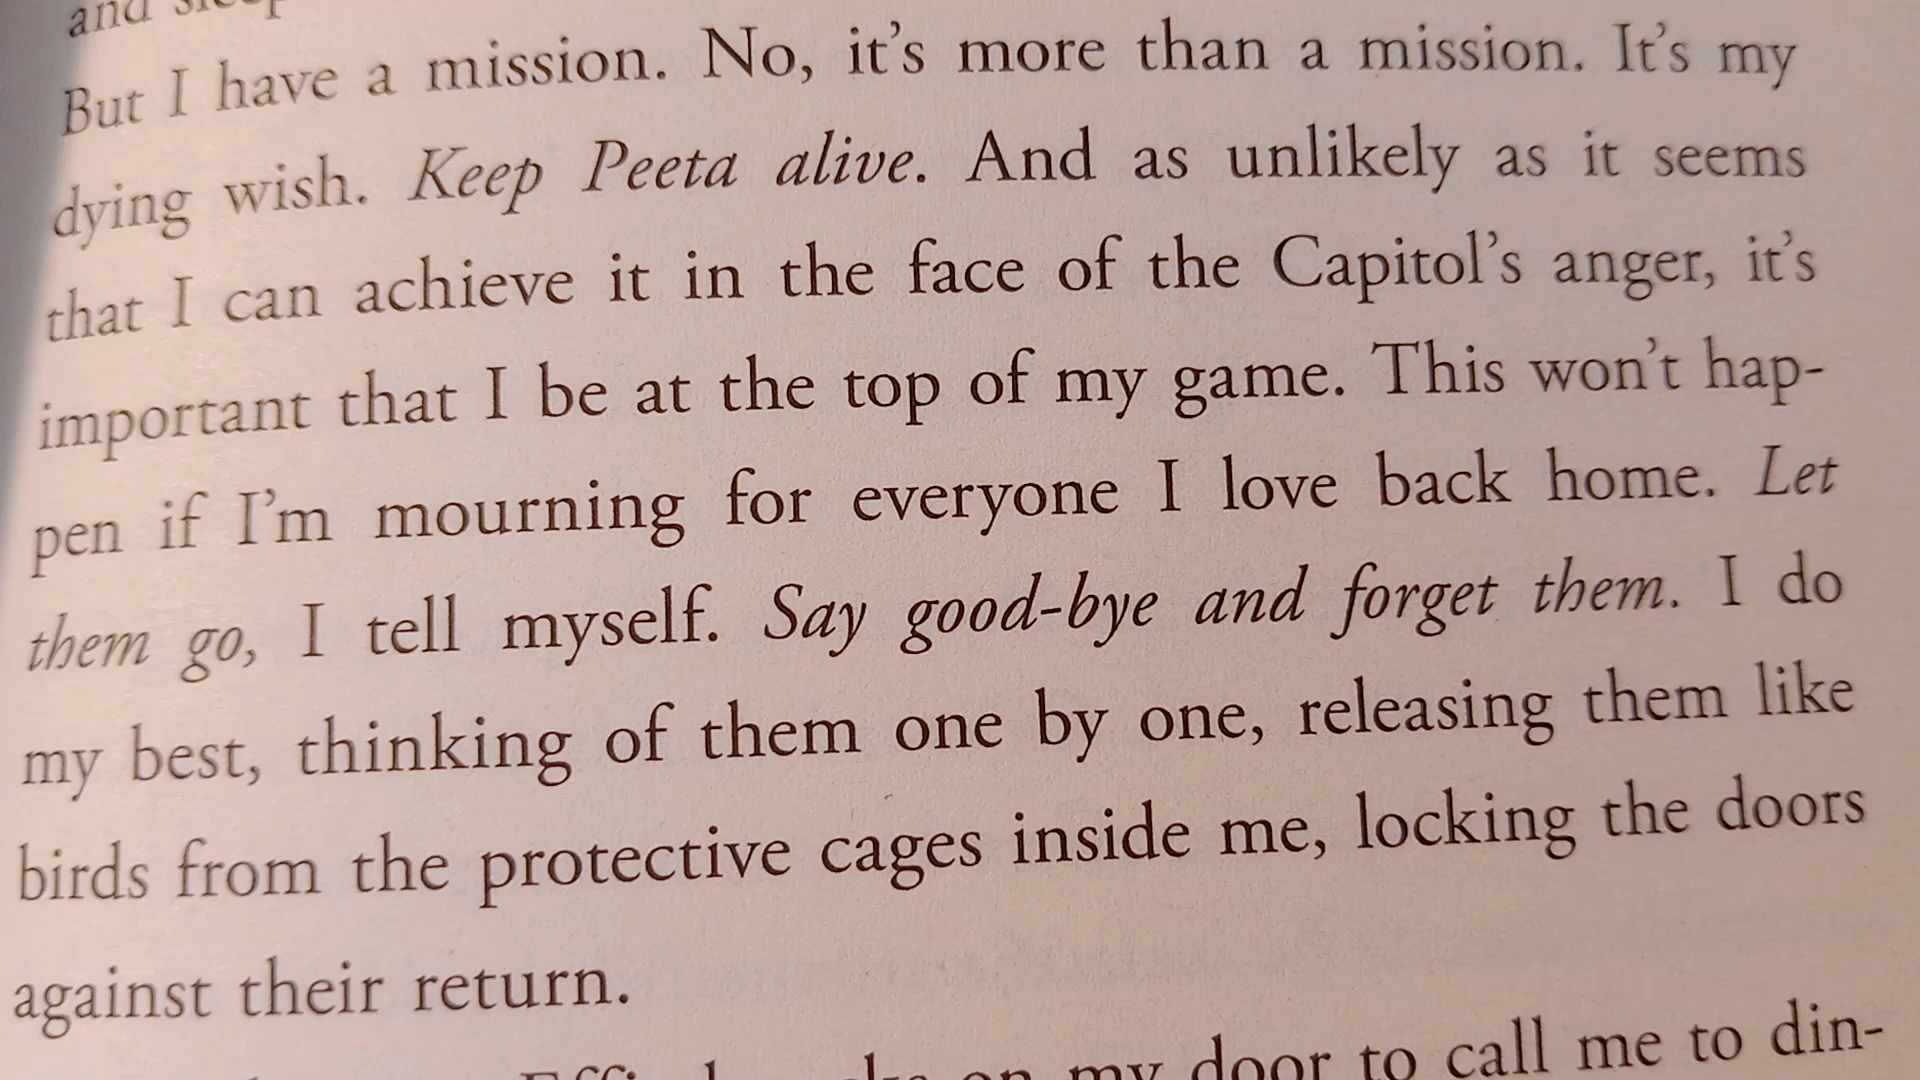 and
But I have a mission. No, it's more than a mission. It's my
dying wish. Keep Peeta alive. And as unlikely as it seems
that I can achieve it in the face of the Capitol's anger, it's
important that I be at the top of my game. This won't hap-
pen if I'm mourning for everyone I love back home. Let
them go, I tell myself. Say good-bye and forget them. I do
my best, thinking of them one by one, releasing them like
birds from the protective cages inside me, locking the doors
against their return.
on my door to call me to din-